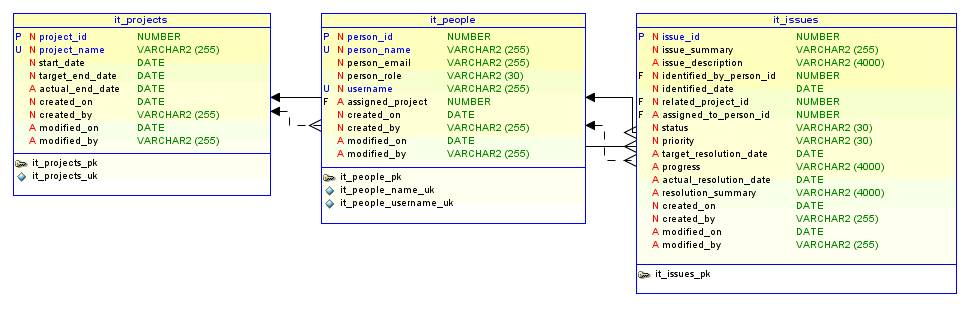 it_projects
P N project_id NUMBER
U N project_name VARCHAR2 (255)
N start_date DATE
N target_end_date DATE
A actual_end_date DATE
N created_on DATE
N created_by VARCHAR2 (255)
A modified_on DATE
A modified_by VARCHAR2 (255)
it_projects_pk
it_projects_uk
it_people
P N person_id NUMBER
U N person_name VARCHAR2 (255)
N person_email VARCHAR2 (255)
N person_role VARCHAR2 (30)
U N username VARCHAR2 (255)
F A assigned_project NUMBER
N created_on DATE
N created_by VARCHAR2 (255)
A modified_on DATE
A modified_by VARCHAR2 (255)
it_people_pk
it_people_name_uk
it_people_username_uk
it_issues
P N issue_id NUMBER
N issue_summary VARCHAR2 (255)
A issue_description VARCHAR2 (4000)
F N identified_by_person_id NUMBER
N identified_date DATE
F N related_project_id NUMBER
F A assigned_to_person_id NUMBER
N status VARCHAR2 (30)
N priority VARCHAR2 (30)
A target_resolution_date DATE
A progress VARCHAR2 (4000)
A actual_resolution_date DATE
A resolution_summary VARCHAR2 (4000)
N created_on DATE
N created_by VARCHAR2 (255)
A modified_on DATE
A modified_by VARCHAR2 (255)
it_issues_pk